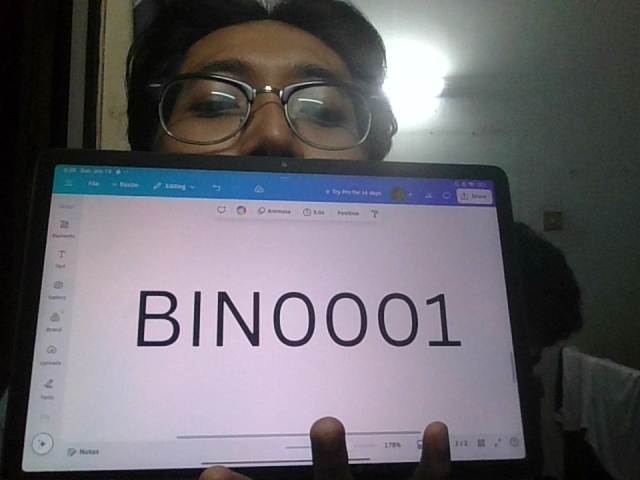 File Resize Editing Try Pro for 14 days Share
Animate 5.0s Position
Elements
Text
Gallery
Brand
Uploads
Tools
BIN0001
Notes 178% 2 / 2